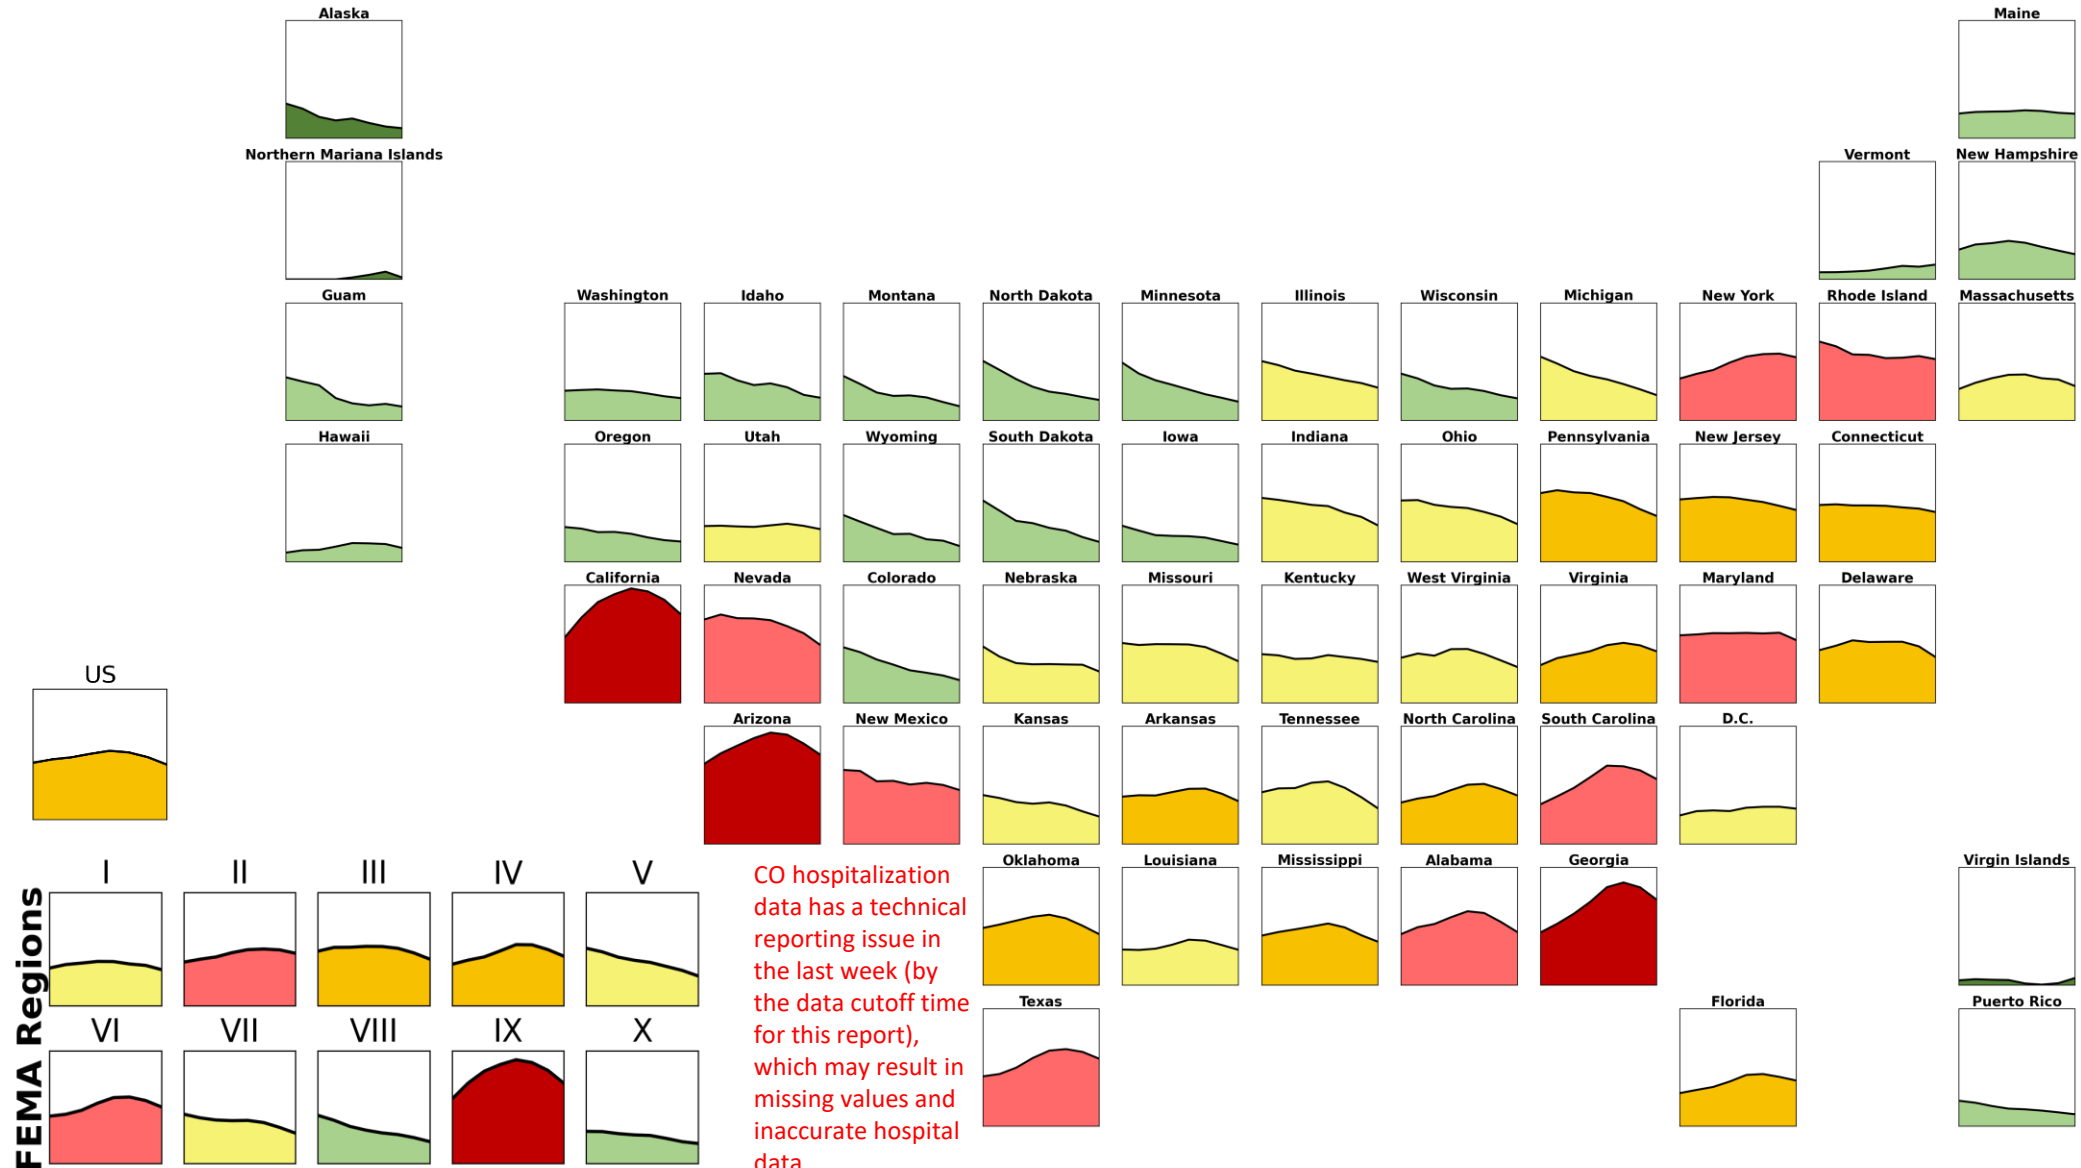 Alaska
Maine
Northern Mariana Islands
Vermont
New Hampshire
Guam
Washington
Idaho
Montana
North Dakota
Minnesota
Illinois
Wisconsin
Michigan
New York
Rhode Island
Massachusetts
Hawaii
Oregon
Utah
Wyoming
South Dakota
Iowa
Indiana
Ohio
Pennsylvania
New Jersey
Connecticut
California
Nevada
Colorado
Nebraska
Missouri
Kentucky
West Virginia
Virginia
Maryland
Delaware
US
Arizona
New Mexico
Kansas
Arkansas
Tennessee
North Carolina
South Carolina
D.C.
Oklahoma
Louisiana
Mississippi
Alabama
Georgia
Virgin Islands
Texas
Florida
Puerto Rico
FEMA Regions
I
II
III
IV
V
VI
VII
VIII
IX
X
CO hospitalization
data has a technical
reporting issue in
the last week (by
the data cutoff time
for this report),
which may result in
missing values and
inaccurate hospital
data